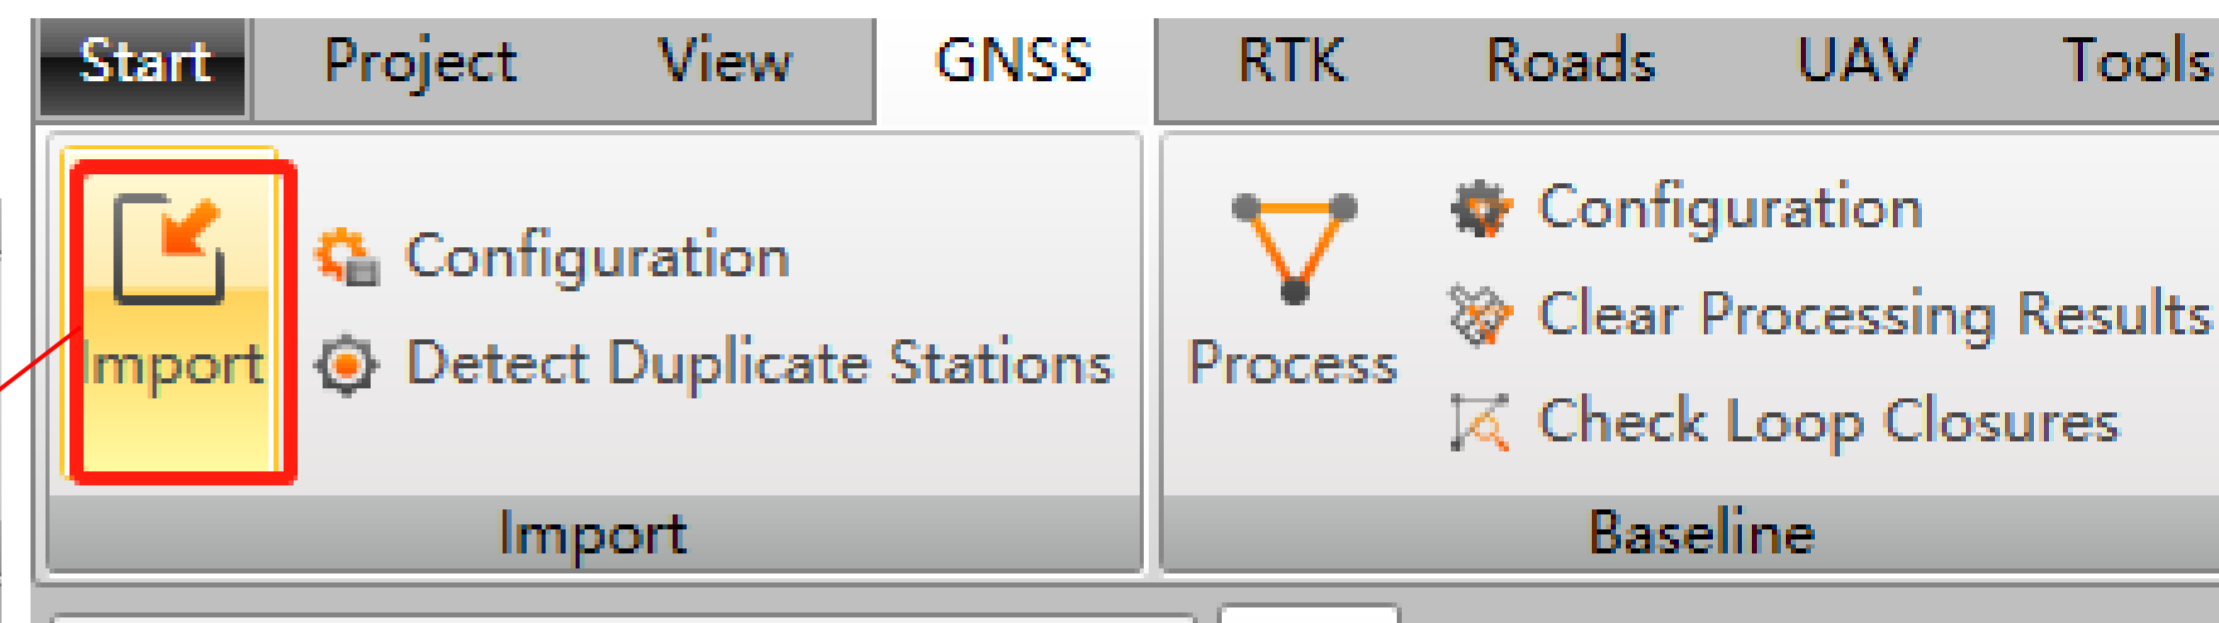 Start Project View GNSS RTK Roads UAV Tools
Import
Configuration
Detect Duplicate Stations
Import
Process
Configuration
Clear Processing Results
Check Loop Closures
Baseline